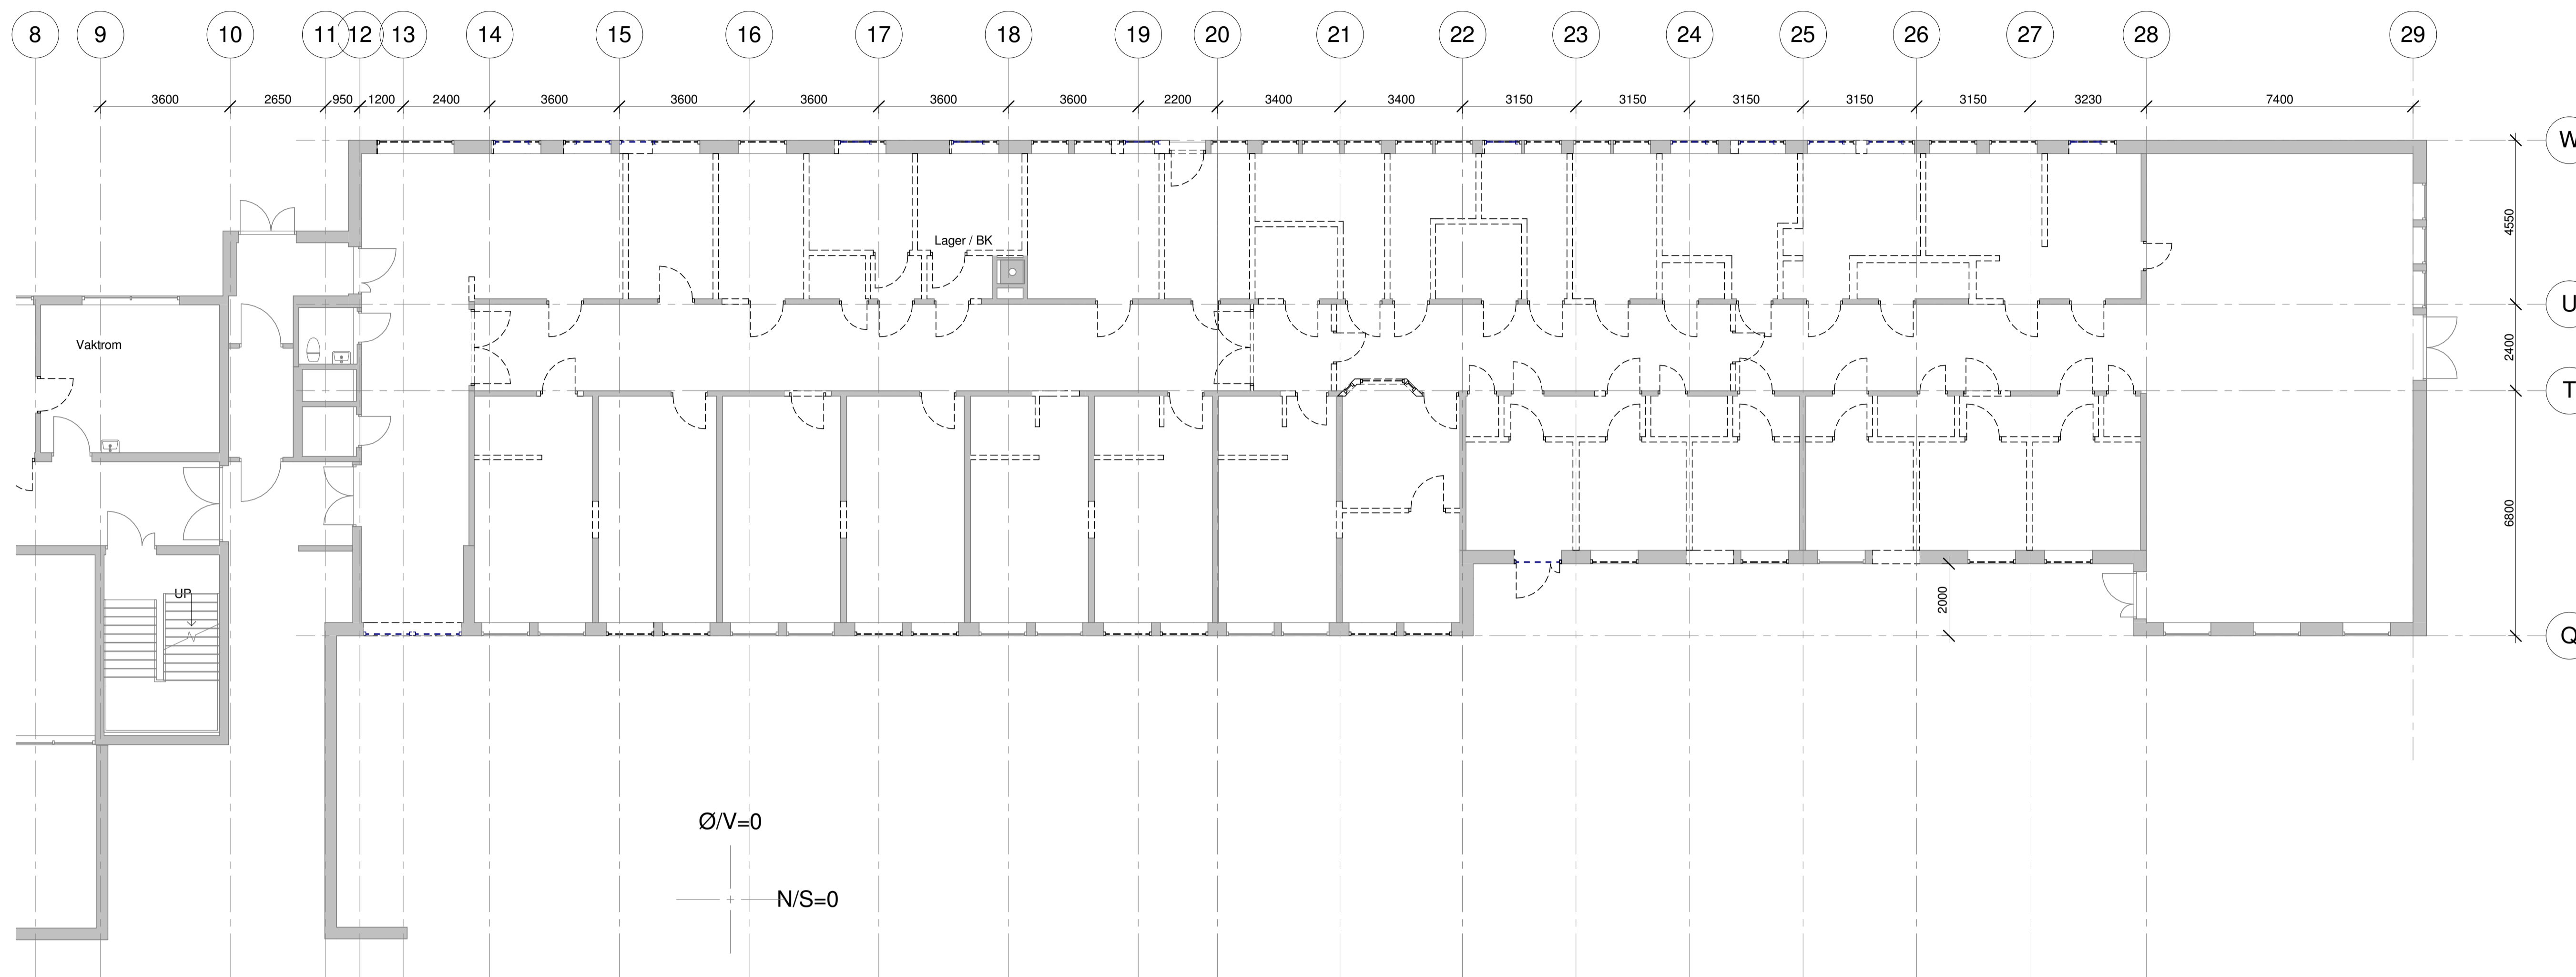 8 9 10 11 12 13 14 15 16 17 18 19 20 21 22 23 24 25 26 27 28 29
3600 2650 950 1200 2400 3600 3600 3600 3600 3600 2200 3400 3400 3150 3150 3150 3150 3150 3230 7400
W
4550
Lager / BK
U
Vaktrom
2400
T
6800
UP
2000
Q
Ø/V=0
N/S=0